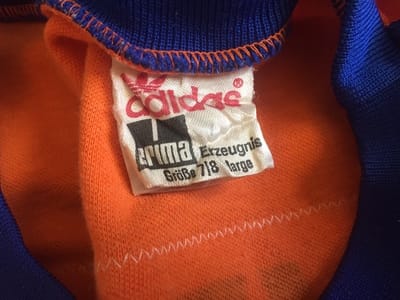 adidas®
erima Erzeugnis
Größe 7/8 large